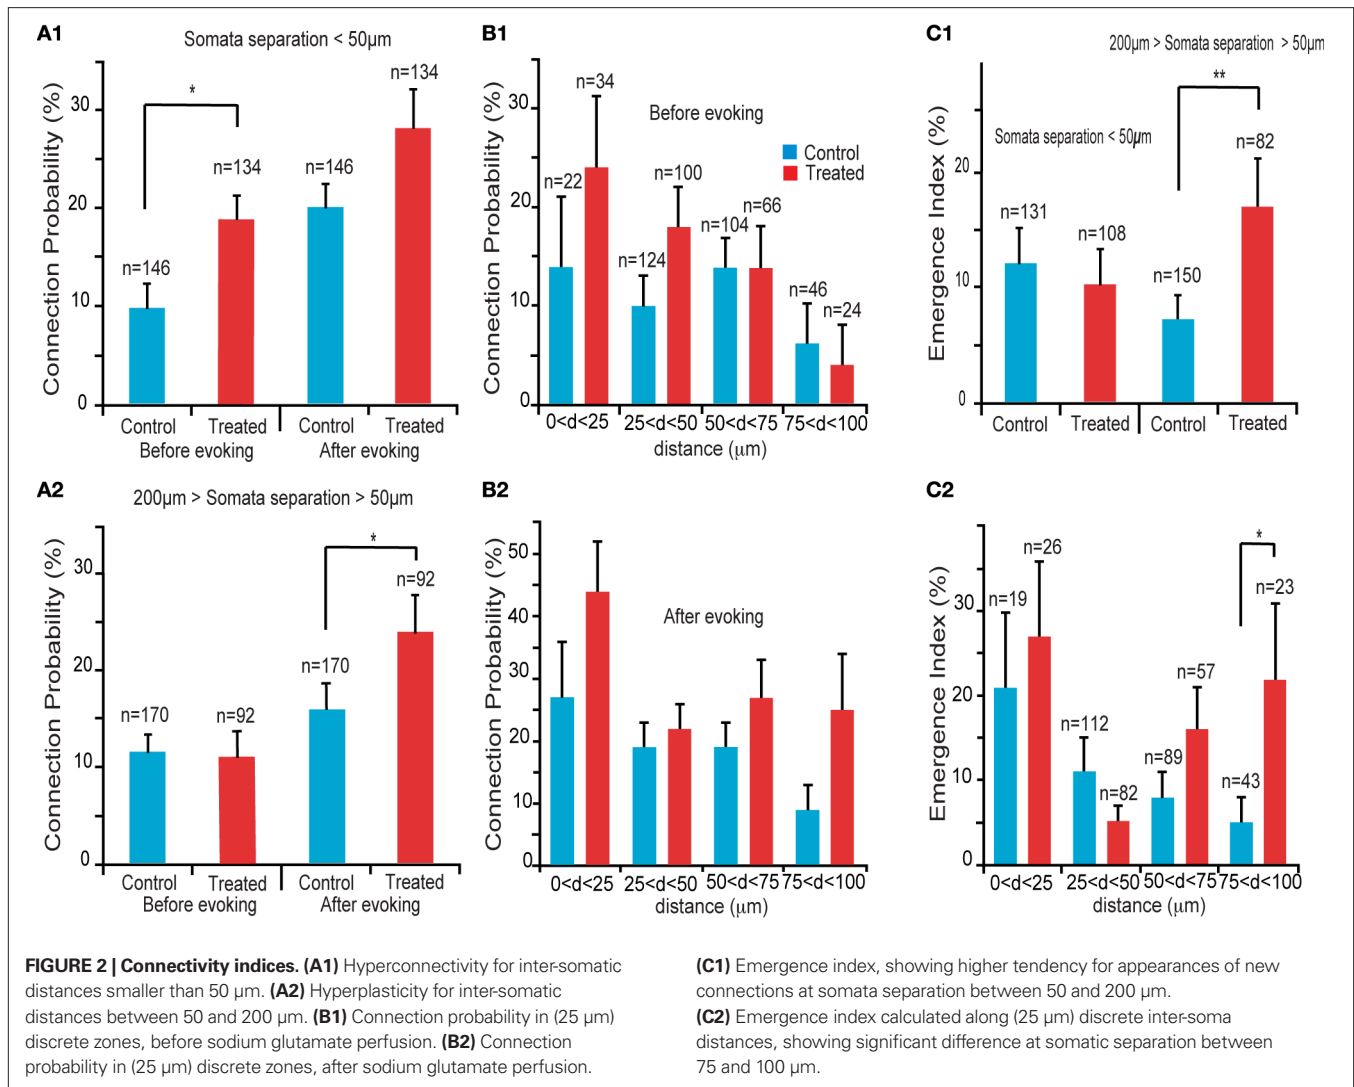 A1
Somata separation < 50µm
Connection Probability (%)
30
20
10
0
*
n=146
n=134
n=146
n=134
Control
Treated
Control
Treated
Before evoking
After evoking
B1
Before evoking
Control
Treated
Connection Probability (%)
30
20
10
0
n=22
n=34
n=124
n=100
n=104
n=66
n=46
n=24
0<d<25
25<d<50
50<d<75
75<d<100
distance (µm)
C1
200µm > Somata separation > 50µm
Somata separation < 50µm
**
Emergence Index (%)
20
10
0
n=131
n=108
n=150
n=82
Control
Treated
Control
Treated
A2
200µm > Somata separation > 50µm
Connection Probability (%)
30
20
10
0
*
n=170
n=92
n=170
n=92
Control
Treated
Control
Treated
Before evoking
After evoking
B2
After evoking
Connection Probability (%)
50
40
30
20
10
0
0<d<25
25<d<50
50<d<75
75<d<100
distance (µm)
C2
Emergence Index (%)
30
20
10
0
*
n=19
n=26
n=112
n=82
n=89
n=57
n=43
n=23
0<d<25
25<d<50
50<d<75
75<d<100
distance (µm)
FIGURE 2 | Connectivity indices. (A1) Hyperconnectivity for inter-somatic
distances smaller than 50 µm. (A2) Hyperplasticity for inter-somatic
distances between 50 and 200 µm. (B1) Connection probability in (25 µm)
discrete zones, before sodium glutamate perfusion. (B2) Connection
probability in (25 µm) discrete zones, after sodium glutamate perfusion.
(C1) Emergence index, showing higher tendency for appearances of new
connections at somata separation between 50 and 200 µm.
(C2) Emergence index calculated along (25 µm) discrete inter-soma
distances, showing significant difference at somatic separation between
75 and 100 µm.